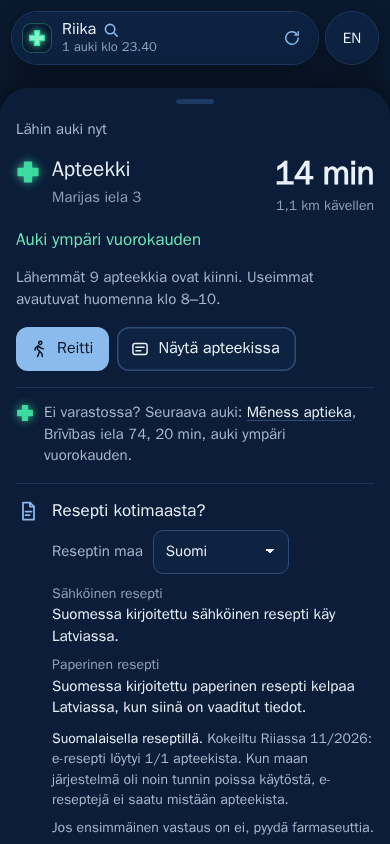 Riika
1 auki klo 23.40
EN
Lähin auki nyt
Apteekki
14 min
Marijas iela 3
1,1 km kävellen
Auki ympäri vuorokauden
Lähemmät 9 apteekkia ovat kiinni. Useimmat
avautuvat huomenna klo 8–10.
Reitti
Näytä apteekissa
Ei varastossa? Seuraava auki: Mēness aptieka,
Brīvības iela 74, 20 min, auki ympäri
vuorokauden.
Resepti kotimaasta?
Reseptin maa
Suomi
Sähköinen resepti
Suomessa kirjoitettu sähköinen resepti käy
Latviassa.
Paperinen resepti
Suomessa kirjoitettu paperinen resepti kelpaa
Latviassa, kun siinä on vaaditut tiedot.
Suomalaisella reseptillä. Kokeiltu Riiassa 11/2026:
e-resepti löytyi 1/1 apteekista. Kun maan
järjestelmä oli noin tunnin poissa käytöstä, e-
reseptejä ei saatu mistään apteekista.
Jos ensimmäinen vastaus on ei, pyydä farmaseuttia.